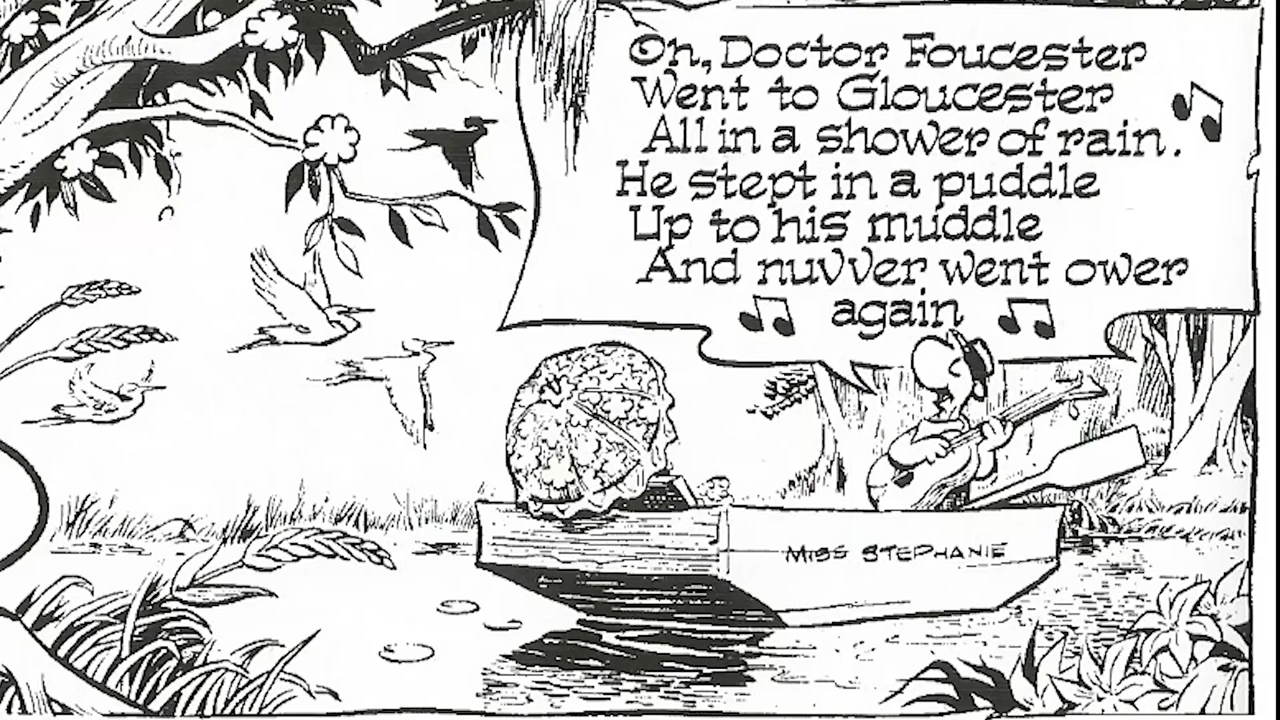 Oh, Doctor Foucester
Went to Gloucester
All in a shower of rain.
He stept in a puddle
Up to his muddle
And nuvver went ower
again
MISS STEPHANIE